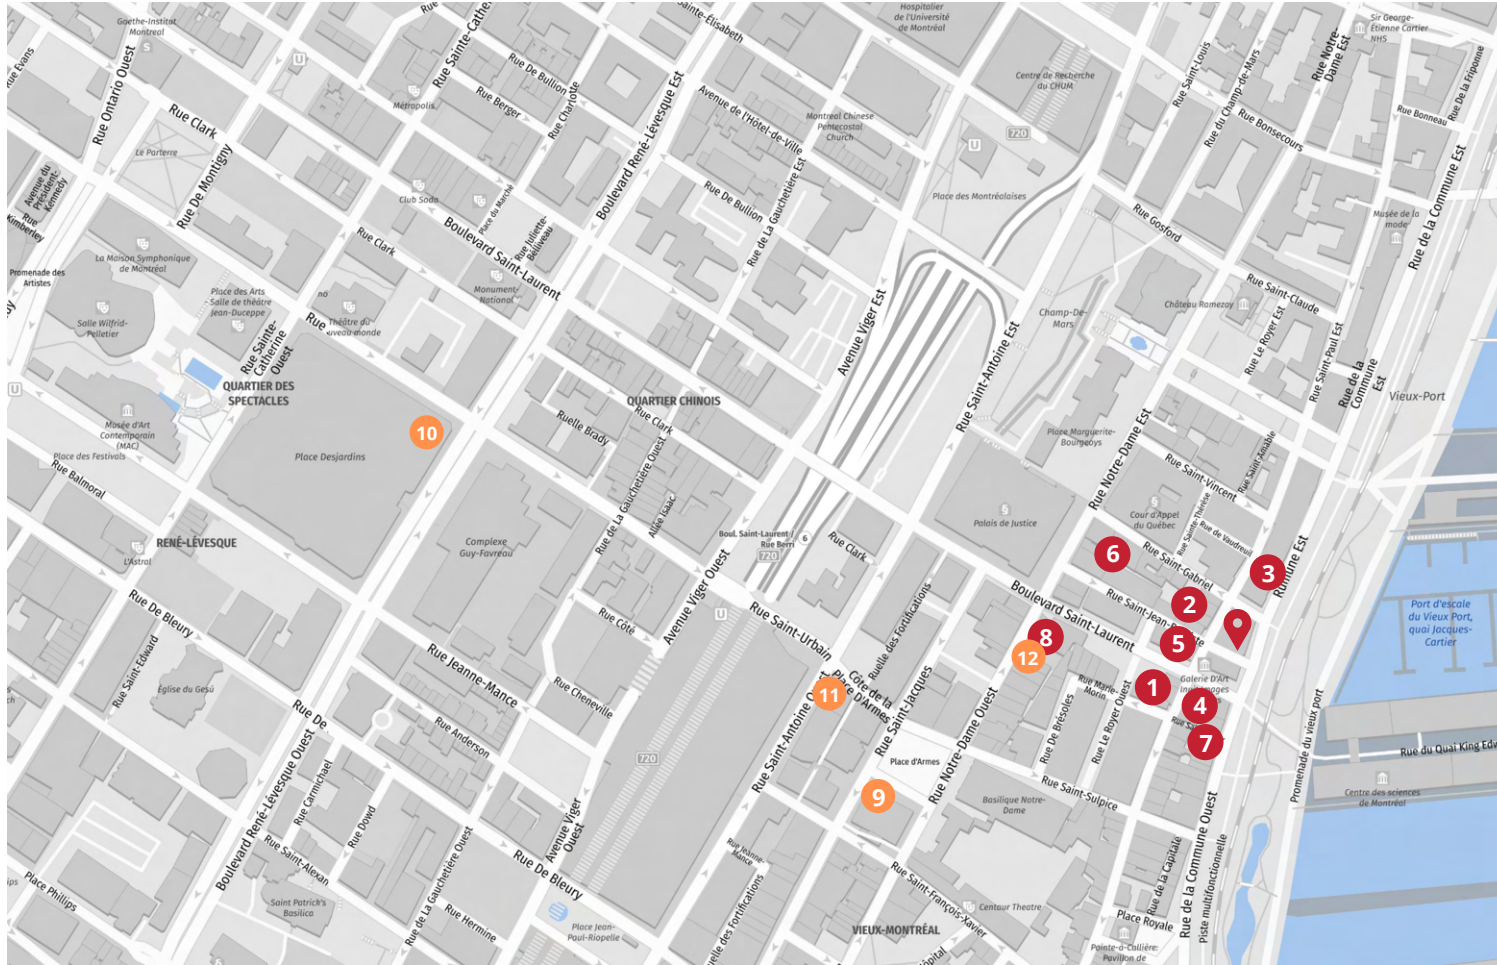 Goethe-Institut
Montreal
S
Rue Evans
Rue Ontario Ouest
Rue Clark
Le Parterre
Rue De Montigny
Avenue du
Président-
Kennedy
Rue
Kimberley
Promenade des
Artistes
La Maison Symphonique
de Montréal
Salle Wilfrid-
Pelletier
Place des Arts
Salle de théâtre
Jean-Duceppe
Rue Sainte-
Catherine
Ouest
QUARTIER DES
SPECTACLES
Musée d'Art
Contemporain
(MAC)
Place des Festivals
Rue Balmoral
U
Rue Sainte-Cathe
Rue
Métropolis
Rue De Bullion
Rue Berger
Rue Charlotte
Club Soda
Place du Marché
Rue Juliette-
Béliveau
Boulevard Saint-Laurent
Monument-
National
Rue Clark
no
Théâtre du
uveau monde
Rue
Sainte-Élisabeth
Boulevard René-Lévesque Est
Avenue de l'Hôtel-de-Ville
Montreal Chinese
Pentecostal
Church
Rue De Bullion
Rue de La Gauchetière Est
Hospitalier
de l'Université
de Montréal
Centre de Recherche
du CHUM
720
U
Place des Montréalaises
Rue Saint-Louis
Rue du Champ-de-Mars
Rue Notre-
Dame Est
Sir George-
Étienne Cartier
NHS
Rue Bonsecours
Rue Bonneau
Rue De la Friponne
Rue Gosford
Musée de la
mode
Rue de la Commune Est
Rue Saint-Claude
Château Ramezay
Rue Le Royer Est
Rue Saint-Paul Est
Rue de la
Commune
Est
Vieux-Port
Champ-De-
Mars
Avenue Viger Est
Rue Saint-Antoine Est
Place Marguerite-
Bourgeoys
Rue Notre-Dame Est
Rue Saint-Vincent
Rue Saint-Amable
Cour d'Appel
du Québec
Rue Sainte-Thérèse
Rue de Vaudreuil
Rue Saint-Gabriel
Palais de Justice
QUARTIER CHINOIS
Rue Clark
Ruelle Brady
Rue de La Gauchetière Ouest
Allée Isaac
10
Place Desjardins
Complexe
Guy-Favreau
RENÉ-LÉVESQUE
L'Astral
Boul. Saint-Laurent /
Rue Berri
720
6
Rue Clark
Avenue Viger Ouest
U
Rue Saint-Urbain
Rue Côté
Rue De Bleury
Rue Saint-Edward
Église du Gesú
Rue Jeanne-Mance
Rue Cheneville
Rue Anderson
Rue De
Boulevard René-Lévesque Ouest
Rue Carmichael
Rue Dowd
Rue Saint-Alexan
Place Phillips
Saint Patrick's
Basilica
Rue de La Gauchetière Ouest
Rue Hermine
Avenue Viger
Ouest
Rue De Bleury
Place Jean-
Paul-Riopelle
720
Rue Saint-Antoine Ouest
11
Côte de la
Place D'Armes
Ruelle des Fortifications
Rue Saint-Jacques
Place d'Armes
9
Rue Notre-Dame Ouest
Rue Jeanne-
Mance
Ruelle des Fortifications
Basilique Notre-
Dame
Rue Saint-Sulpice
Rue Saint-François-Xavier
Centaur Theatre
VIEUX-MONTRÉAL
Place Royale
Pointe-à-Callière:
Pavillon de
Rue de la Capitale
Rue de la Commune Ouest
Piste multifonctionnelle
Boulevard Saint-Laurent
Rue Saint-Jean-B
6
2
3
5
8
12
1
4
7
Rue Marie-
Morin
Rue De Brésoles
Rue Le Royer Ouest
Galerie D'Art
Promenade du vieux port
Port d'escale
du Vieux Port,
quai Jacques-
Cartier
Rue du Quai King Edw
Centre des sciences
de Montréal